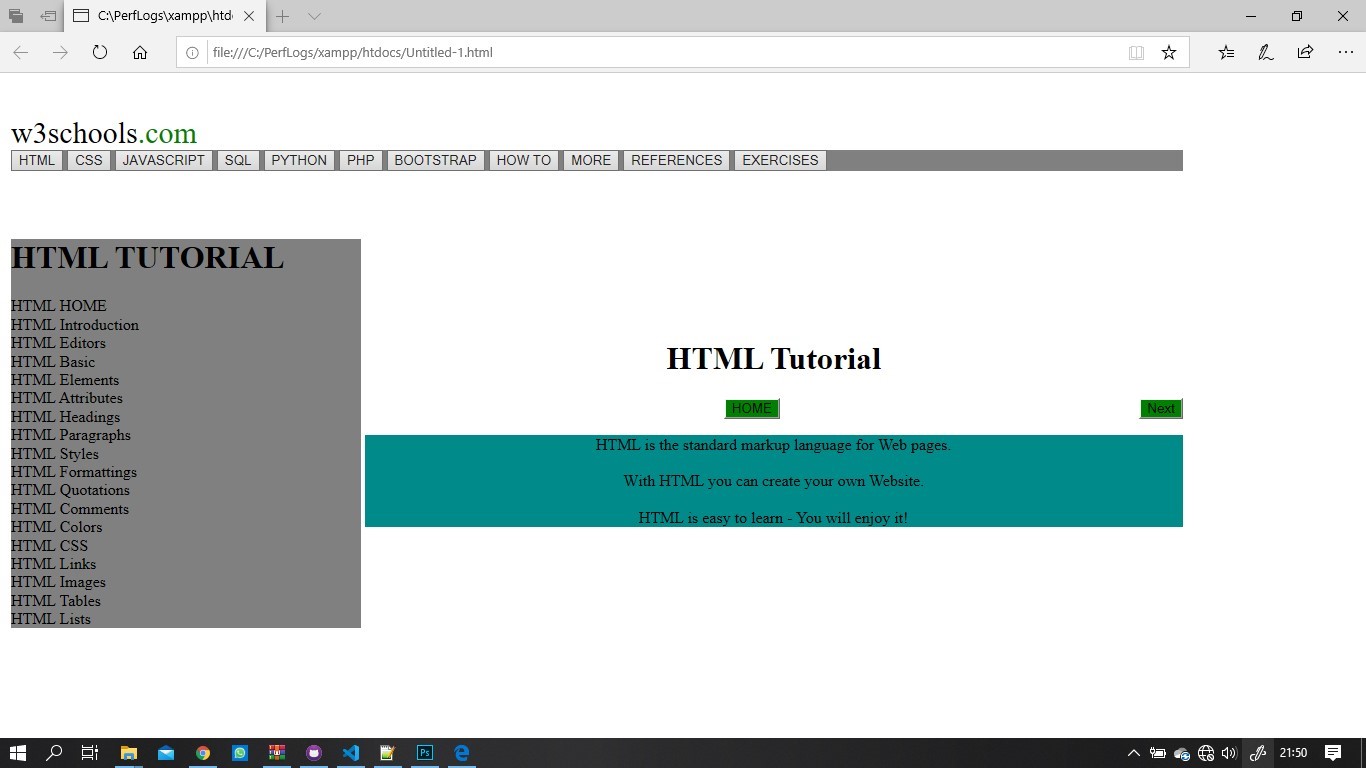 C:\PerfLogs\xampp\htdo
file:///C:/PerfLogs/xampp/htdocs/Untitled-1.html
w3schools.com
HTML CSS JAVASCRIPT SQL PYTHON PHP BOOTSTRAP HOW TO MORE REFERENCES EXERCISES
HTML TUTORIAL
HTML HOME
HTML Introduction
HTML Editors
HTML Basic
HTML Elements
HTML Attributes
HTML Headings
HTML Paragraphs
HTML Styles
HTML Formattings
HTML Quotations
HTML Comments
HTML Colors
HTML CSS
HTML Links
HTML Images
HTML Tables
HTML Lists
HTML Tutorial
HOME Next
HTML is the standard markup language for Web pages.
With HTML you can create your own Website.
HTML is easy to learn - You will enjoy it!
Ps
21:50